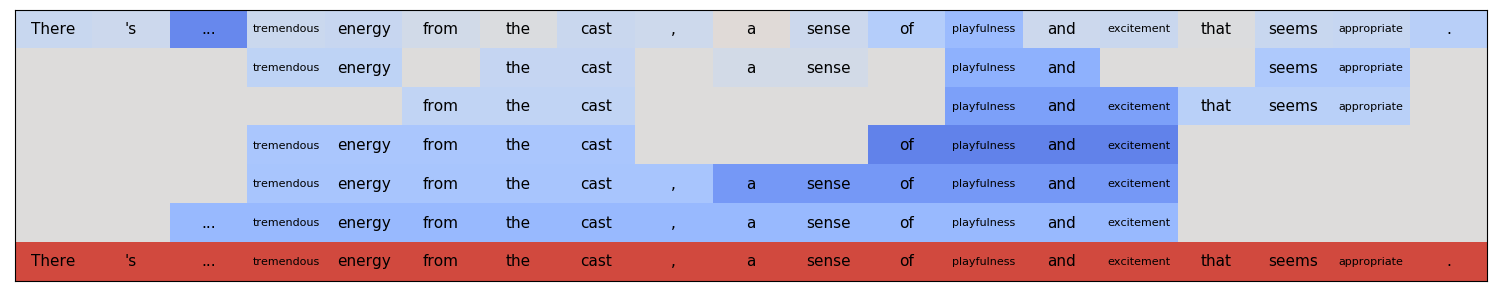 There 's ... tremendous energy from the cast , a sense of playfulness and excitement that seems appropriate .
tremendous energy the cast a sense playfulness and seems appropriate
from the cast playfulness and excitement that seems appropriate
tremendous energy from the cast of playfulness and excitement
tremendous energy from the cast , a sense of playfulness and excitement
... tremendous energy from the cast , a sense of playfulness and excitement
There 's ... tremendous energy from the cast , a sense of playfulness and excitement that seems appropriate .